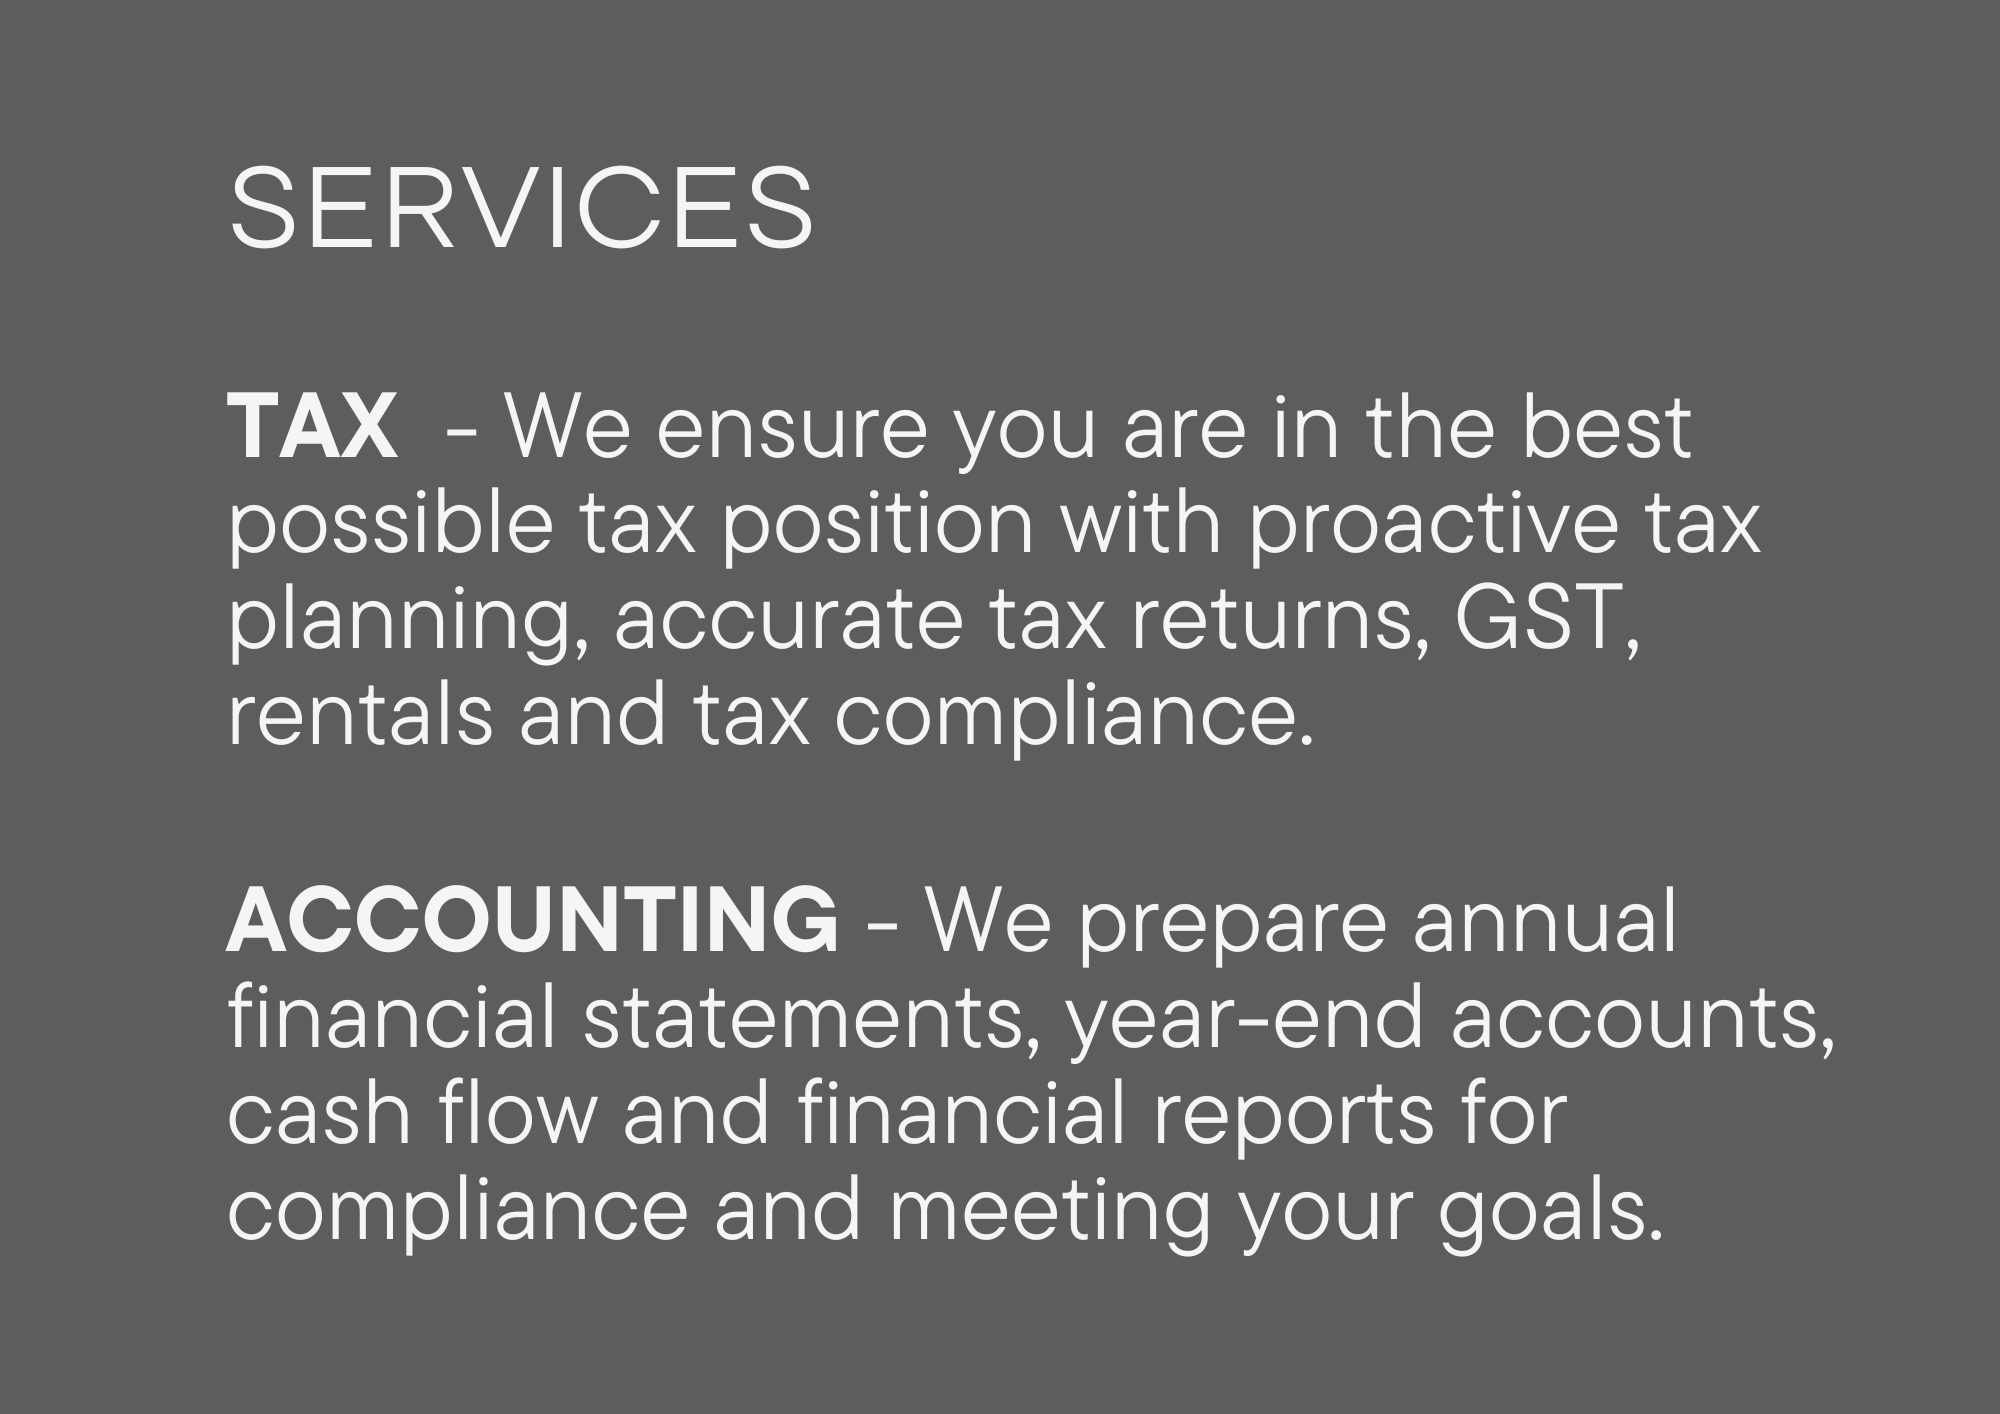 SERVICES
TAX  - We ensure you are in the best
possible tax position with proactive tax
planning, accurate tax returns, GST,
rentals and tax compliance.
ACCOUNTING - We prepare annual
financial statements, year-end accounts,
cash flow and financial reports for
compliance and meeting your goals.